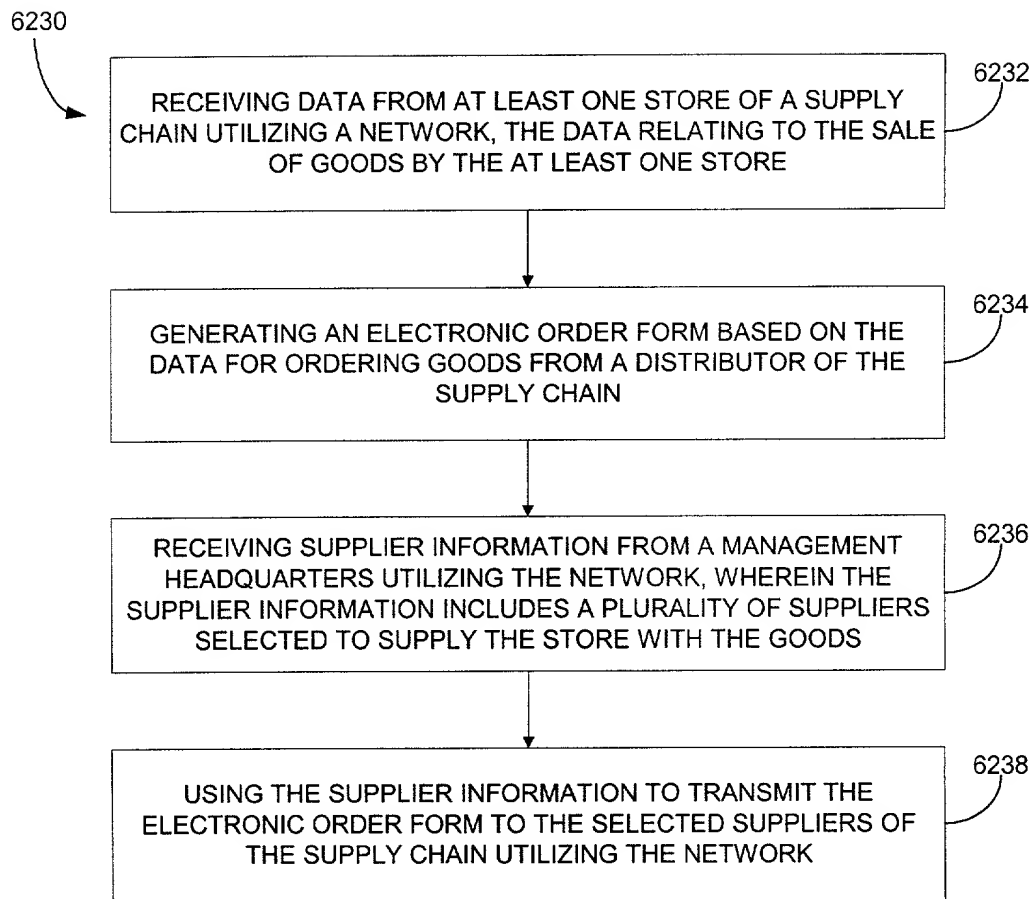 6230
6232
RECEIVING DATA FROM AT LEAST ONE STORE OF A SUPPLY
CHAIN UTILIZING A NETWORK, THE DATA RELATING TO THE SALE
OF GOODS BY THE AT LEAST ONE STORE
6234
GENERATING AN ELECTRONIC ORDER FORM BASED ON THE
DATA FOR ORDERING GOODS FROM A DISTRIBUTOR OF THE
SUPPLY CHAIN
6236
RECEIVING SUPPLIER INFORMATION FROM A MANAGEMENT
HEADQUARTERS UTILIZING THE NETWORK, WHEREIN THE
SUPPLIER INFORMATION INCLUDES A PLURALITY OF SUPPLIERS
SELECTED TO SUPPLY THE STORE WITH THE GOODS
6238
USING THE SUPPLIER INFORMATION TO TRANSMIT THE
ELECTRONIC ORDER FORM TO THE SELECTED SUPPLIERS OF
THE SUPPLY CHAIN UTILIZING THE NETWORK